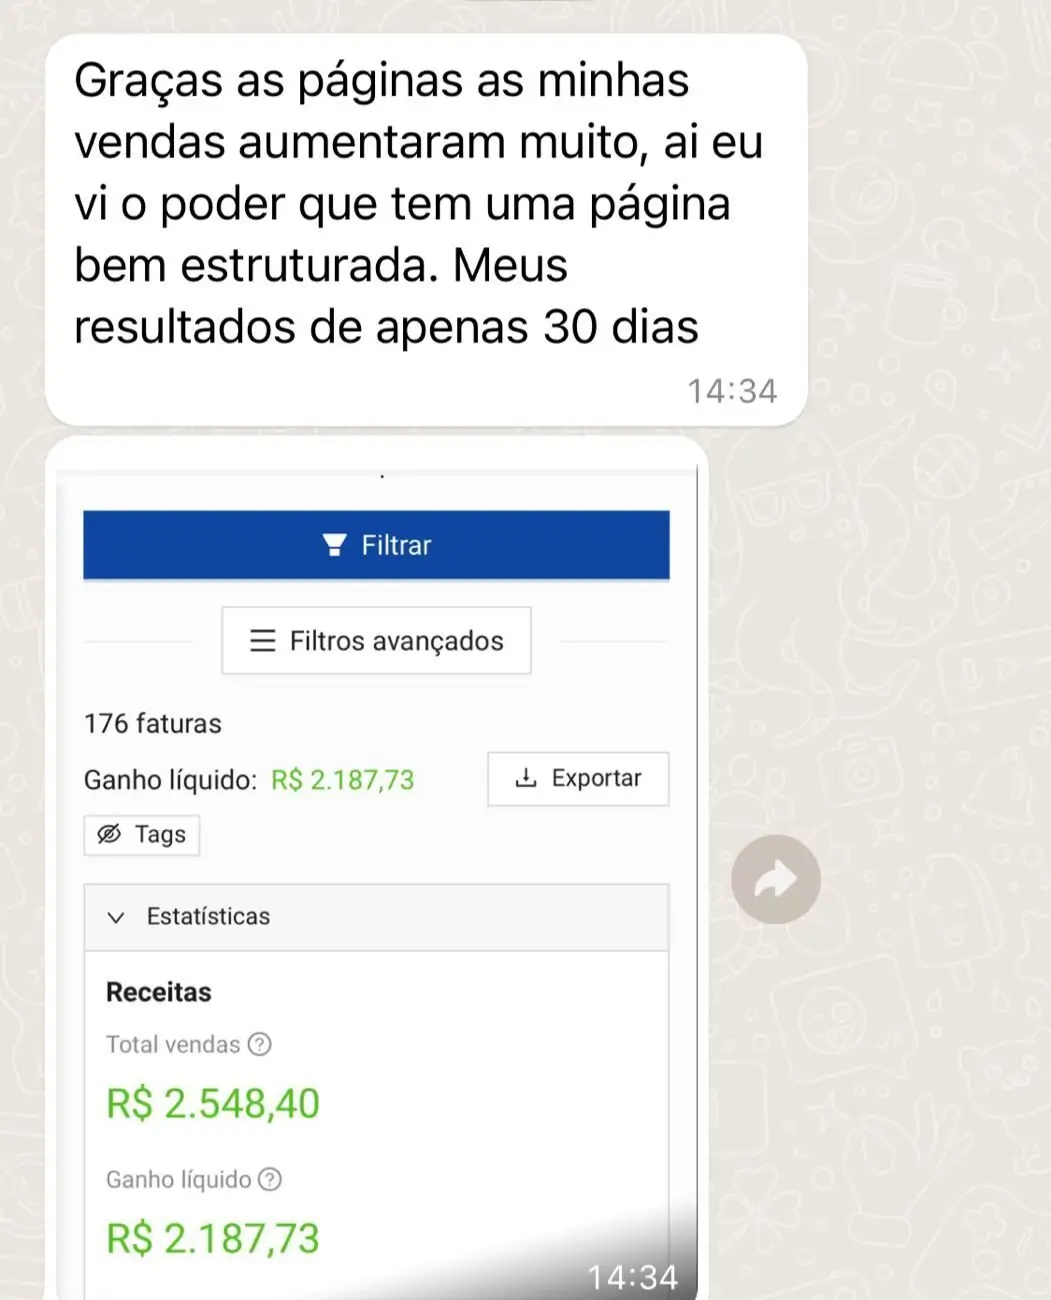 Graças as páginas as minhas
vendas aumentaram muito, ai eu
vi o poder que tem uma página
bem estruturada. Meus
resultados de apenas 30 dias
14:34
Filtrar
Filtros avançados
176 faturas
Ganho líquido: R$ 2.187,73
Exportar
Tags
Estatísticas
Receitas
Total vendas
R$ 2.548,40
Ganho líquido
R$ 2.187,73
14:34